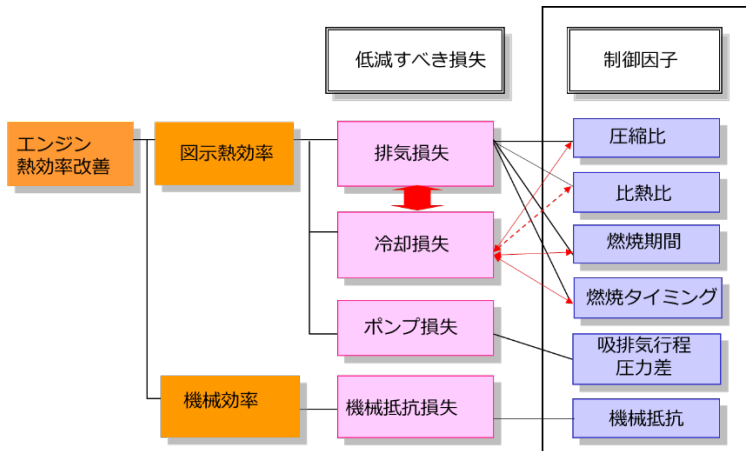 低減すべき損失
制御因子
エンジン
熱効率改善
図示熱効率
排気損失
圧縮比
比熱比
冷却損失
燃焼期間
燃焼タイミング
ポンプ損失
吸排気行程
圧力差
機械効率
機械抵抗損失
機械抵抗